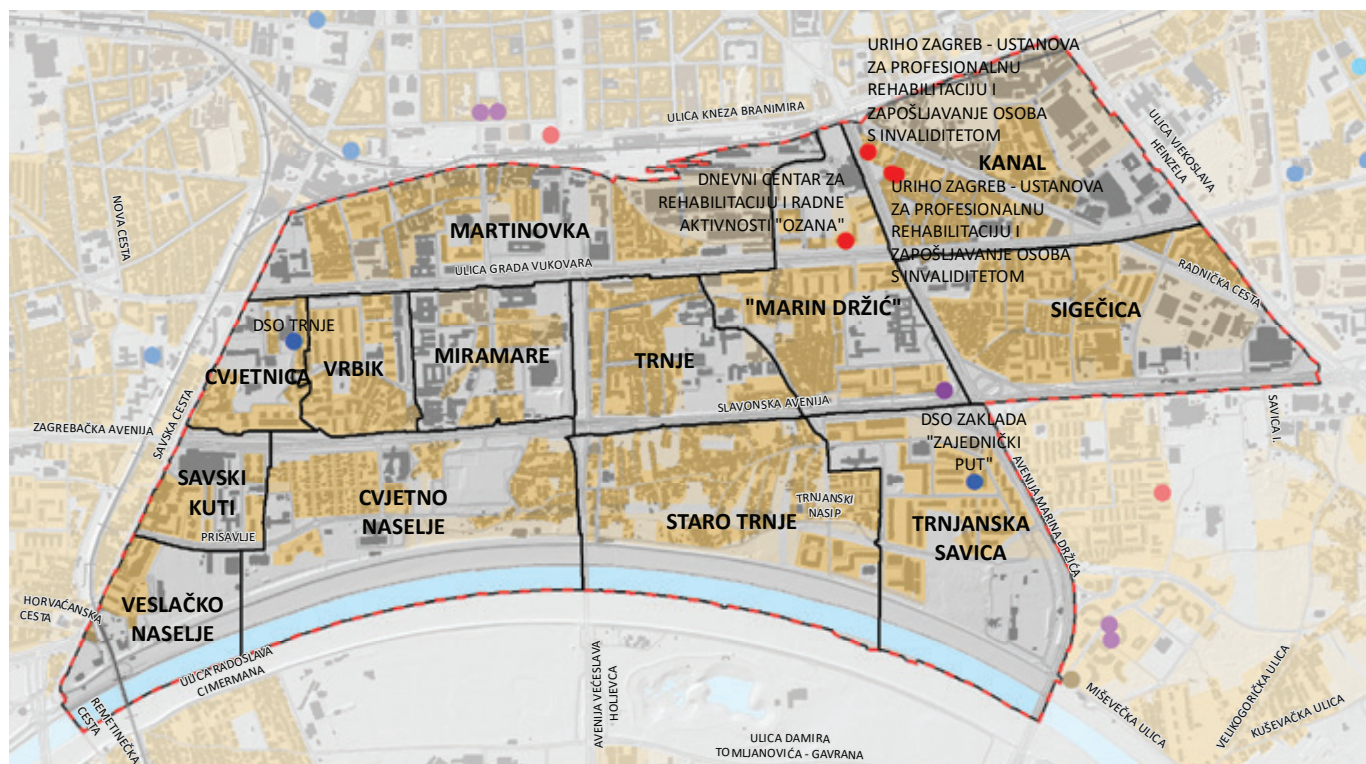 URIHO ZAGREB - USTANOVA
ZA PROFESIONALNU
REHABILITACIJU I
ZAPOŠLJAVANJE OSOBA
S INVALIDITETOM
ULICA KNEZA BRANIMIRA
ULICA VJEKOSLAVA
HEINZELA
KANAL
DNEVNI CENTAR ZA
REHABILITACIJU I RADNE
AKTIVNOSTI "OZANA"
URIHO ZAGREB - USTANOVA
ZA PROFESIONALNU
REHABILITACIJU I
ZAPOŠLJAVANJE OSOBA
S INVALIDITETOM
NOVA CESTA
MARTINOVKA
ULICA GRADA VUKOVARA
RADNIČKA CESTA
"MARIN DRŽIĆ"
SIGEČICA
DSO TRNJE
CVJETNICA
VRBIK
MIRAMARE
TRNJE
SLAVONSKA AVENIJA
ZAGREBAČKA AVENIJA
SAVSKA CESTA
SAVICA I.
DSO ZAKLADA
"ZAJEDNIČKI
PUT"
SAVSKI
KUTI
CVJETNO
NASELJE
TRNJANSKI
NASIP
STARO TRNJE
TRNJANSKA
SAVICA
AVENIJA MARINA DRŽIĆA
PRISAVLJE
VESLAČKO
NASELJE
HORVAĆANSKA
CESTA
ULICA RADOSLAVA
CIMERMANA
REMETINEČKA
CESTA
AVENIJA VEĆESLAVA
HOLJEVCA
MIŠEVEČKA ULICA
VELIKOGORIČKA ULICA
KUŠEVAČKA ULICA
ULICA DAMIRA
TOMLJANOVIĆA - GAVRANA